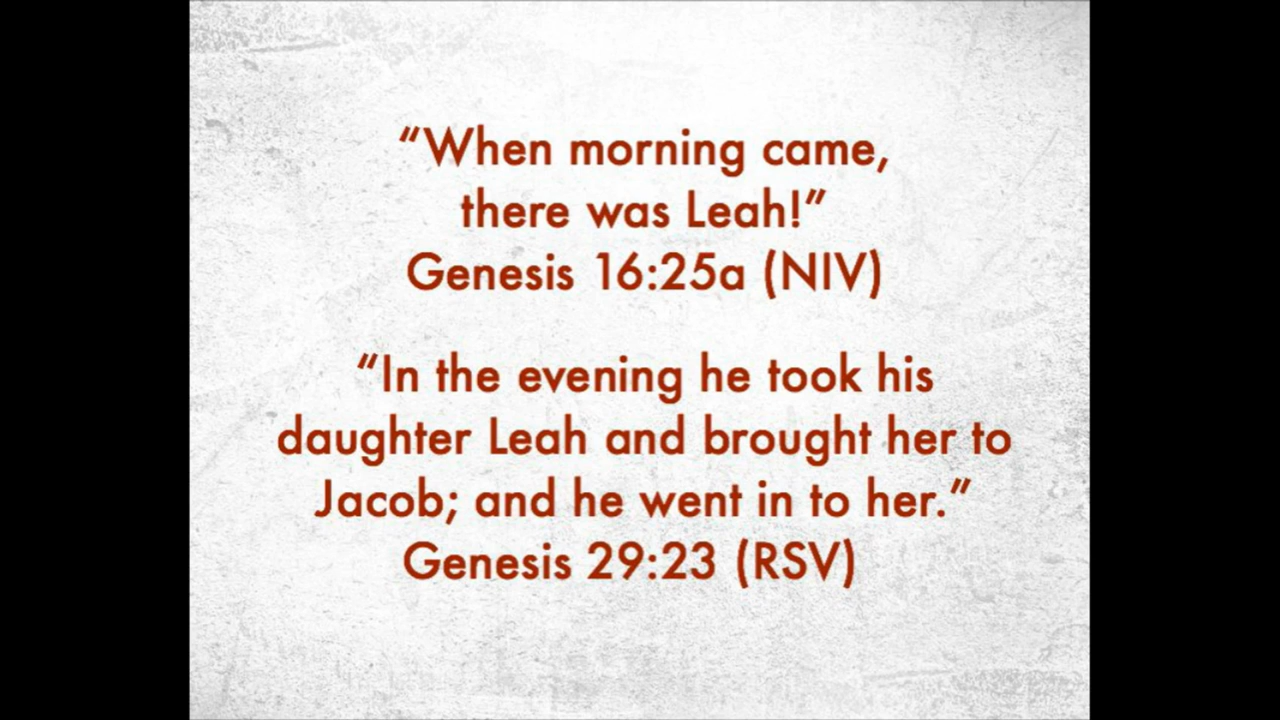 “When morning came,
there was Leah!”
Genesis 16:25a (NIV)
“In the evening he took his
daughter Leah and brought her to
Jacob; and he went in to her.”
Genesis 29:23 (RSV)